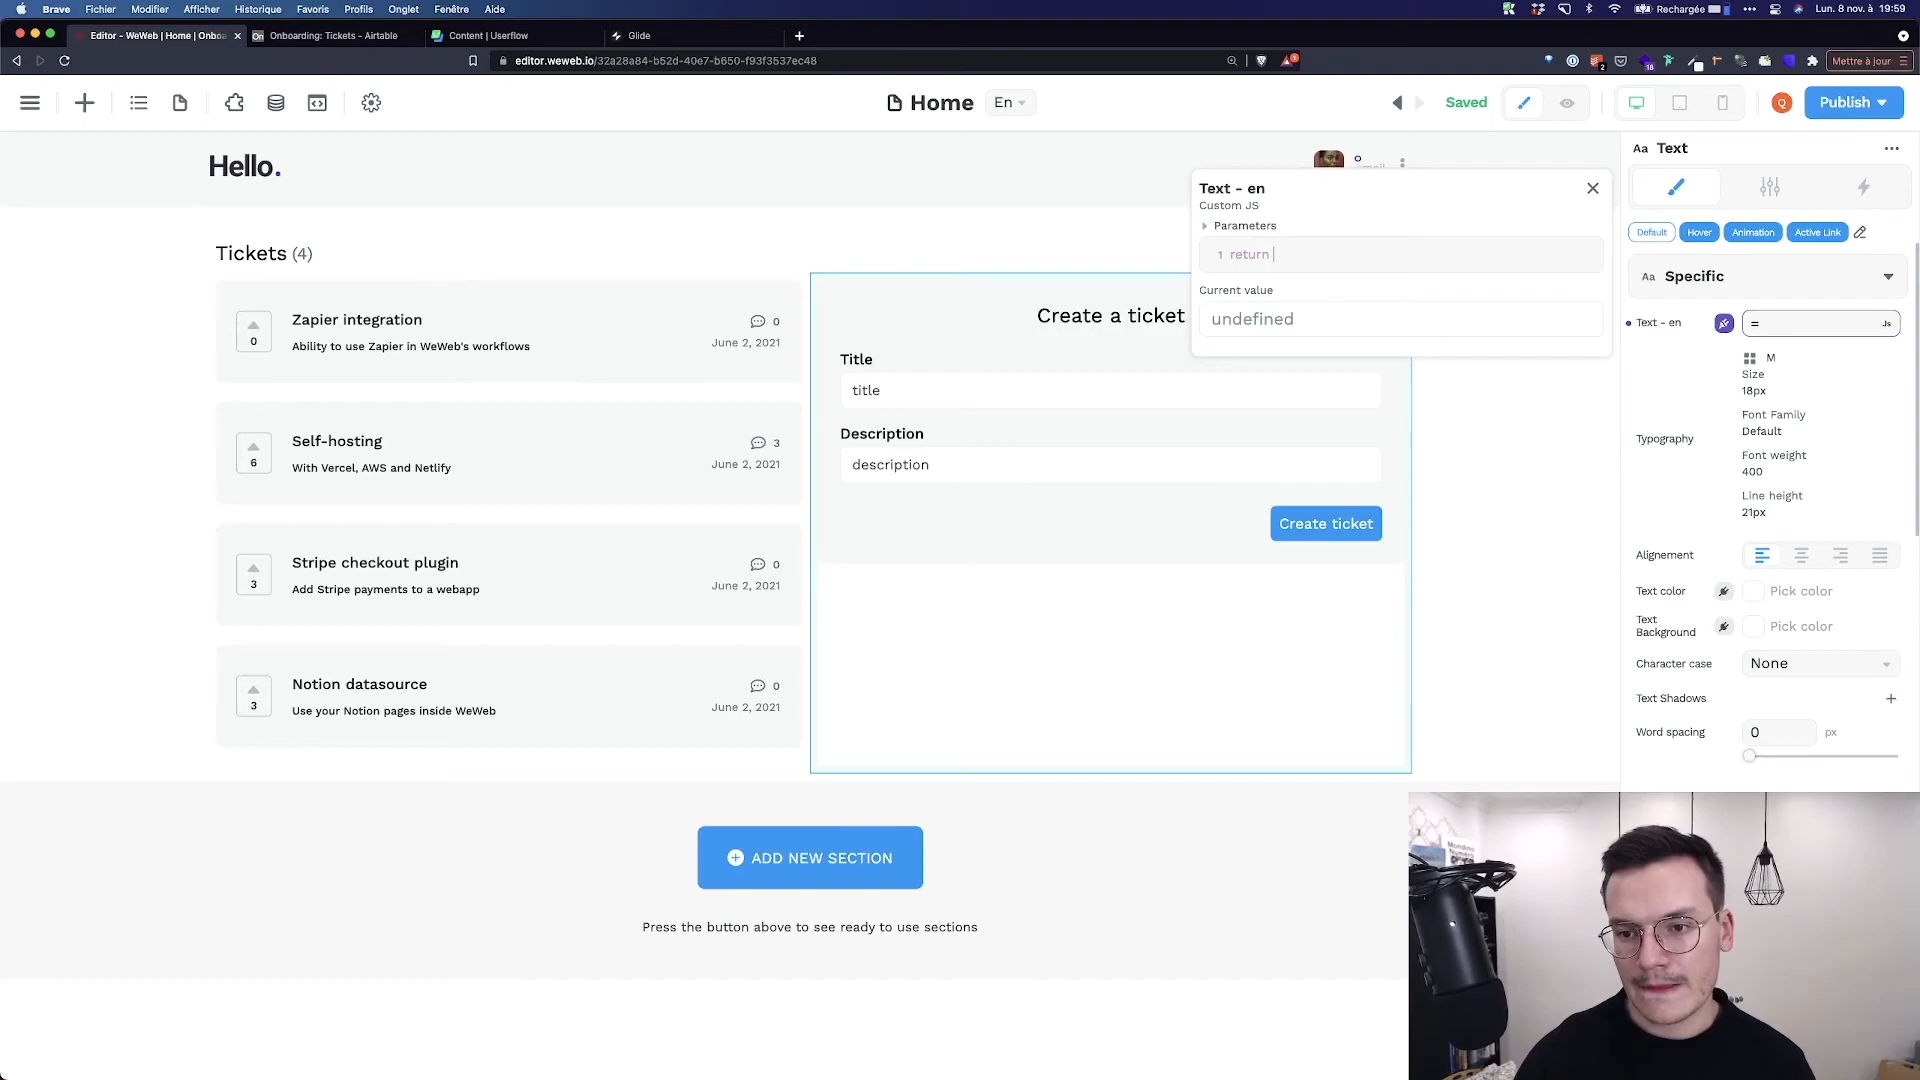 Brave Fichier Modifier Afficher Historique Favoris Profils Onglet Fenêtre Aide Rechargée Lun. 8 nov. à 19:59
Editor - WeWeb | Home | Onbo Onboarding: Tickets - Airtable Content | Userflow Glide
editor.weweb.io/32a28a84-b52d-40e7-b650-f93f3537ec48 Mettre à jour
Home En Saved Q Publish
Hello.
Aa Text
Text - en
Custom JS
Parameters
1 return
Current value
undefined
Default Hover Animation Active Link
Aa Specific
Text - en = Js
M
Size
18px
Font Family
Default
Typography
Font weight
400
Line height
21px
Alignement
Text color Pick color
Text Background Pick color
Character case None
Text Shadows
Word spacing 0 px
Tickets (4)
Zapier integration 0
0 Ability to use Zapier in WeWeb's workflows June 2, 2021
Self-hosting 3
6 With Vercel, AWS and Netlify June 2, 2021
Stripe checkout plugin 0
3 Add Stripe payments to a webapp June 2, 2021
Notion datasource 0
3 Use your Notion pages inside WeWeb June 2, 2021
Create a ticket
Title
title
Description
description
Create ticket
ADD NEW SECTION
Press the button above to see ready to use sections